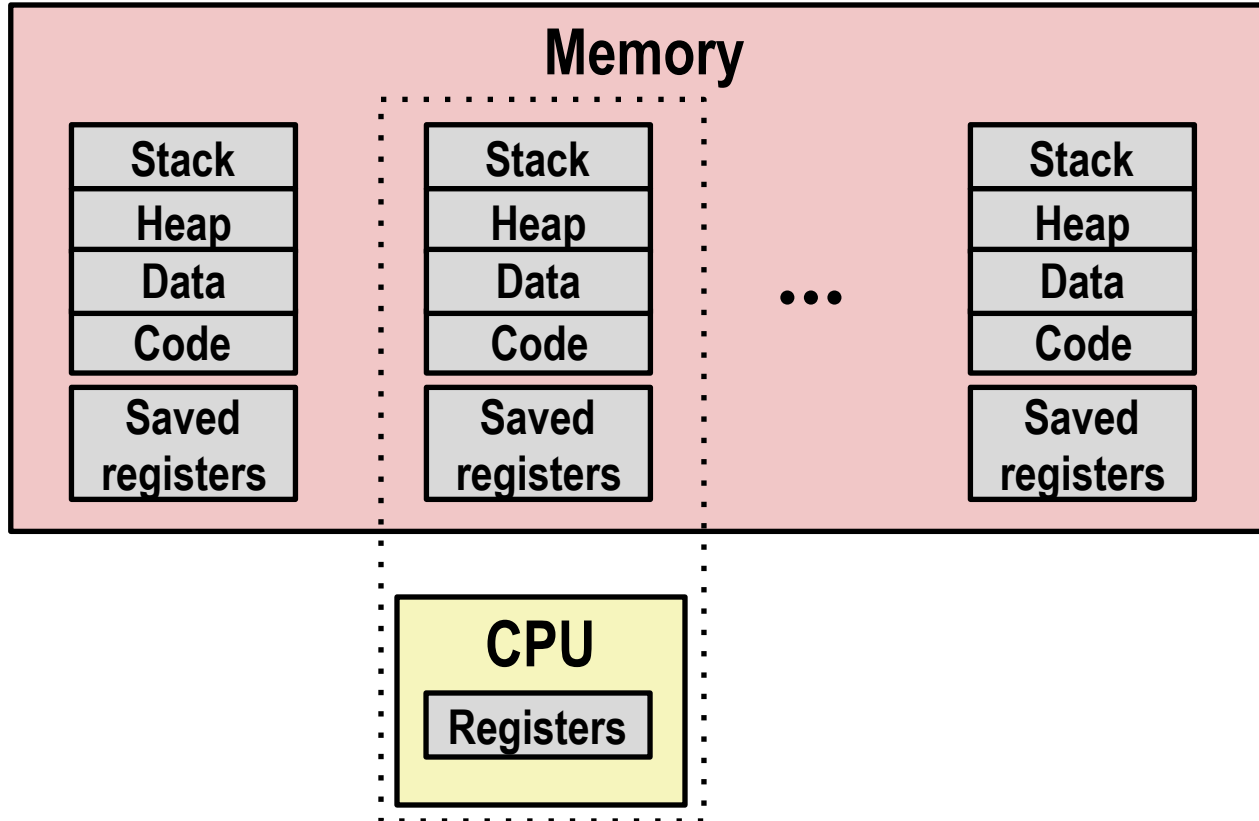 Memory
Stack
Heap
Data
Code
Saved
registers
Stack
Heap
Data
Code
Saved
registers
...
Stack
Heap
Data
Code
Saved
registers
CPU
Registers